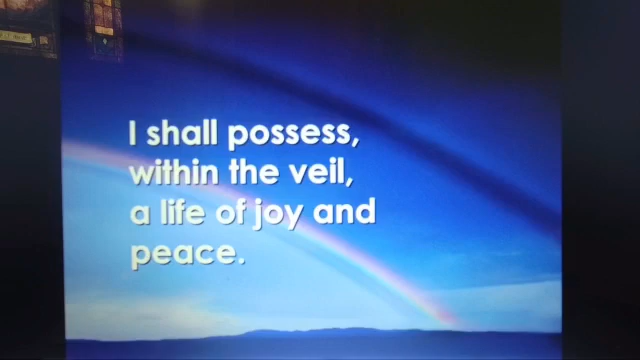 I shall possess,
within the veil,
a life of joy and
peace.